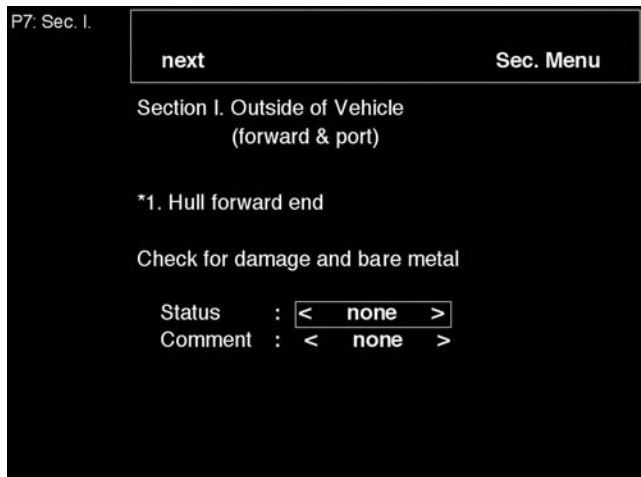 P7: Sec. I.
next Sec. Menu
Section I. Outside of Vehicle
(forward & port)
*1. Hull forward end
Check for damage and bare metal
Status : < none >
Comment : < none >